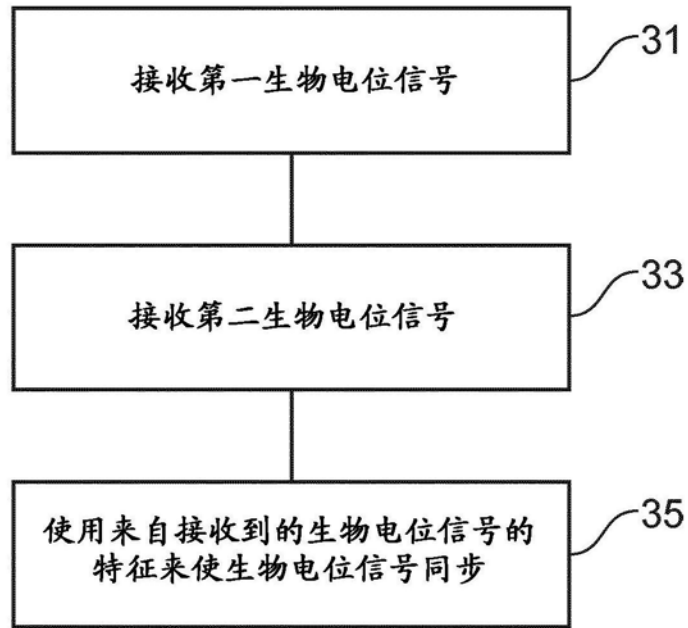 接收第一生物电位信号
31
接收第二生物电位信号
33
使用来自接收到的生物电位信号的
特征来使生物电位信号同步
35